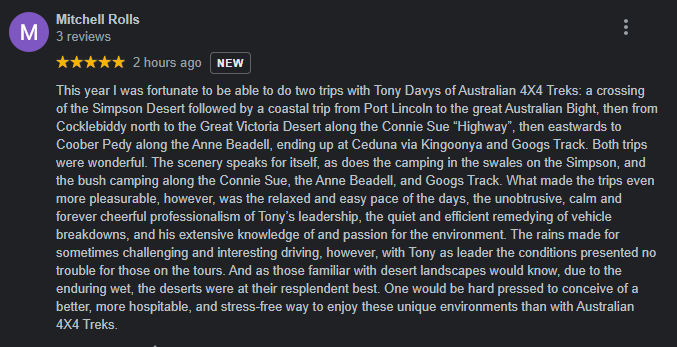 M
Mitchell Rolls
3 reviews
2 hours ago NEW
This year I was fortunate to be able to do two trips with Tony Davys of Australian 4X4 Treks: a crossing
of the Simpson Desert followed by a coastal trip from Port Lincoln to the great Australian Bight, then from
Cocklebiddy north to the Great Victoria Desert along the Connie Sue “Highway”, then eastwards to
Coober Pedy along the Anne Beadell, ending up at Ceduna via Kingoonya and Googs Track. Both trips
were wonderful. The scenery speaks for itself, as does the camping in the swales on the Simpson, and
the bush camping along the Connie Sue, the Anne Beadell, and Googs Track. What made the trips even
more pleasurable, however, was the relaxed and easy pace of the days, the unobtrusive, calm and
forever cheerful professionalism of Tony’s leadership, the quiet and efficient remedying of vehicle
breakdowns, and his extensive knowledge of and passion for the environment. The rains made for
sometimes challenging and interesting driving, however, with Tony as leader the conditions presented no
trouble for those on the tours. And as those familiar with desert landscapes would know, due to the
enduring wet, the deserts were at their resplendent best. One would be hard pressed to conceive of a
better, more hospitable, and stress-free way to enjoy these unique environments than with Australian
4X4 Treks.